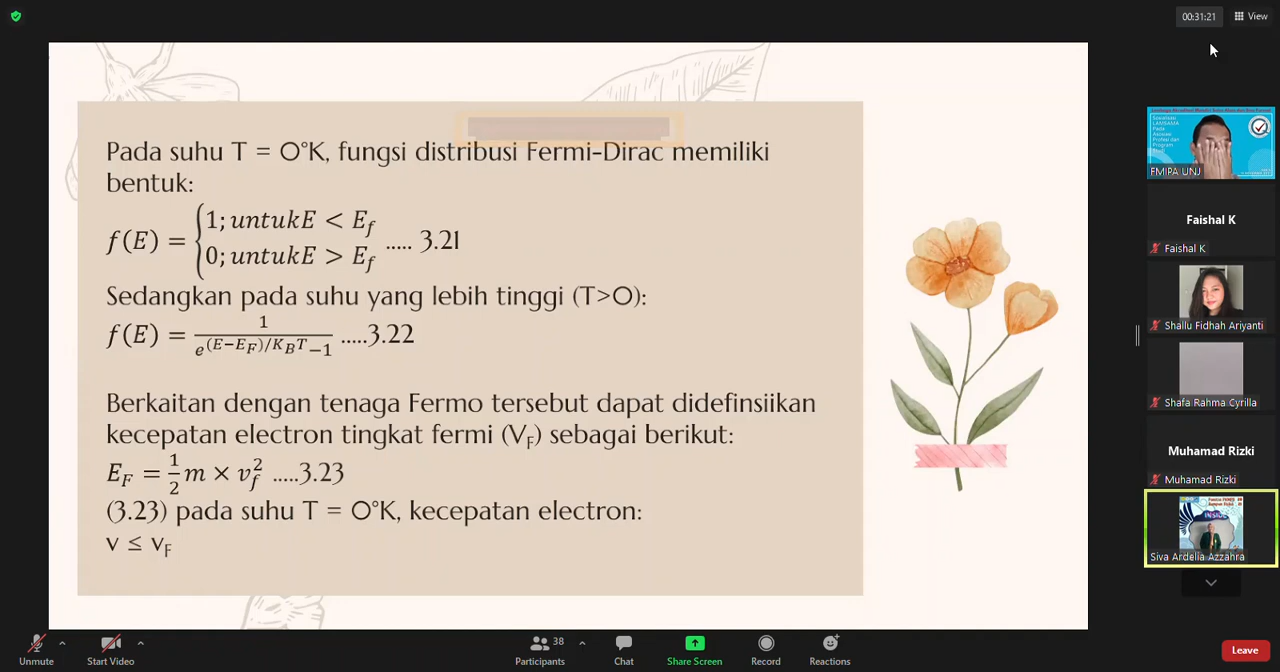 00:31:21
View
Pada suhu T = 0°K, fungsi distribusi Fermi-Dirac memiliki
bentuk:
f(E) = {1; untukE < E_f
0; untukE > E_f ..... 3.21
Sedangkan pada suhu yang lebih tinggi (T>0):
f(E) = 1 / e^{(E-E_F)/K_BT} -1 .....3.22
Berkaitan dengan tenaga Fermo tersebut dapat didefinsiikan
kecepatan electron tingkat fermi (V_F) sebagai berikut:
E_F = 1/2 m × v_f^2 .....3.23
(3.23) pada suhu T = 0°K, kecepatan electron:
v ≤ v_F
FMIPA UNJ
Faishal K
Faishal K
Shallu Fidhah Ariyanti
Shafa Rahma Cyrilla
Muhamad Rizki
Muhamad Rizki
INSIDE
Siva Ardelia Azzahra
Unmute
Start Video
Participants
38
Chat
Share Screen
Record
Reactions
Leave